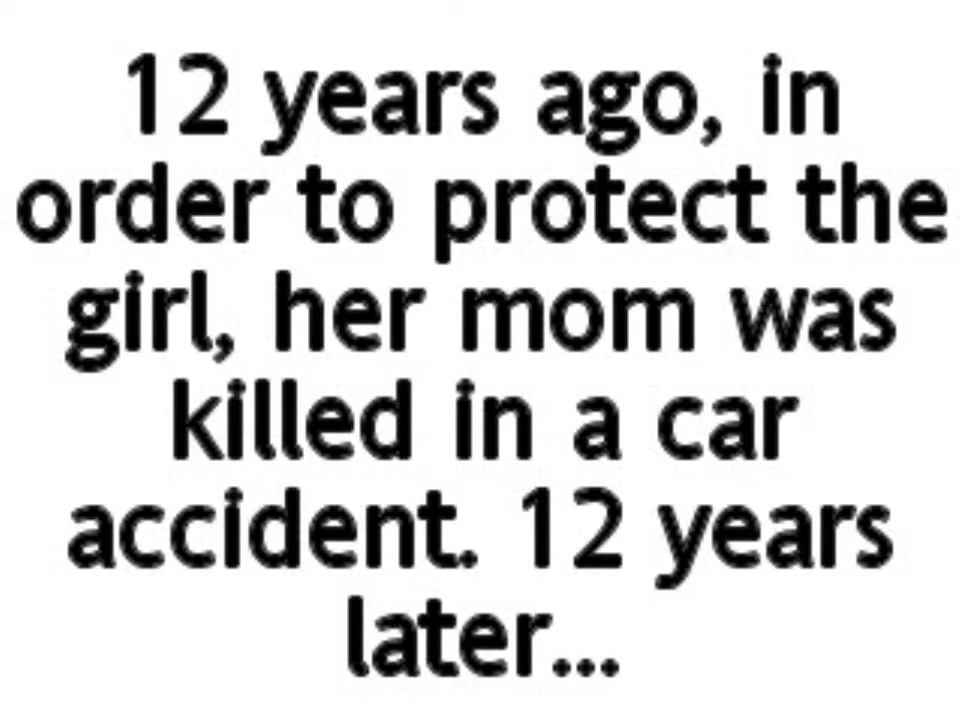 12 years ago, in
order to protect the
girl, her mom was
killed in a car
accident. 12 years
later...